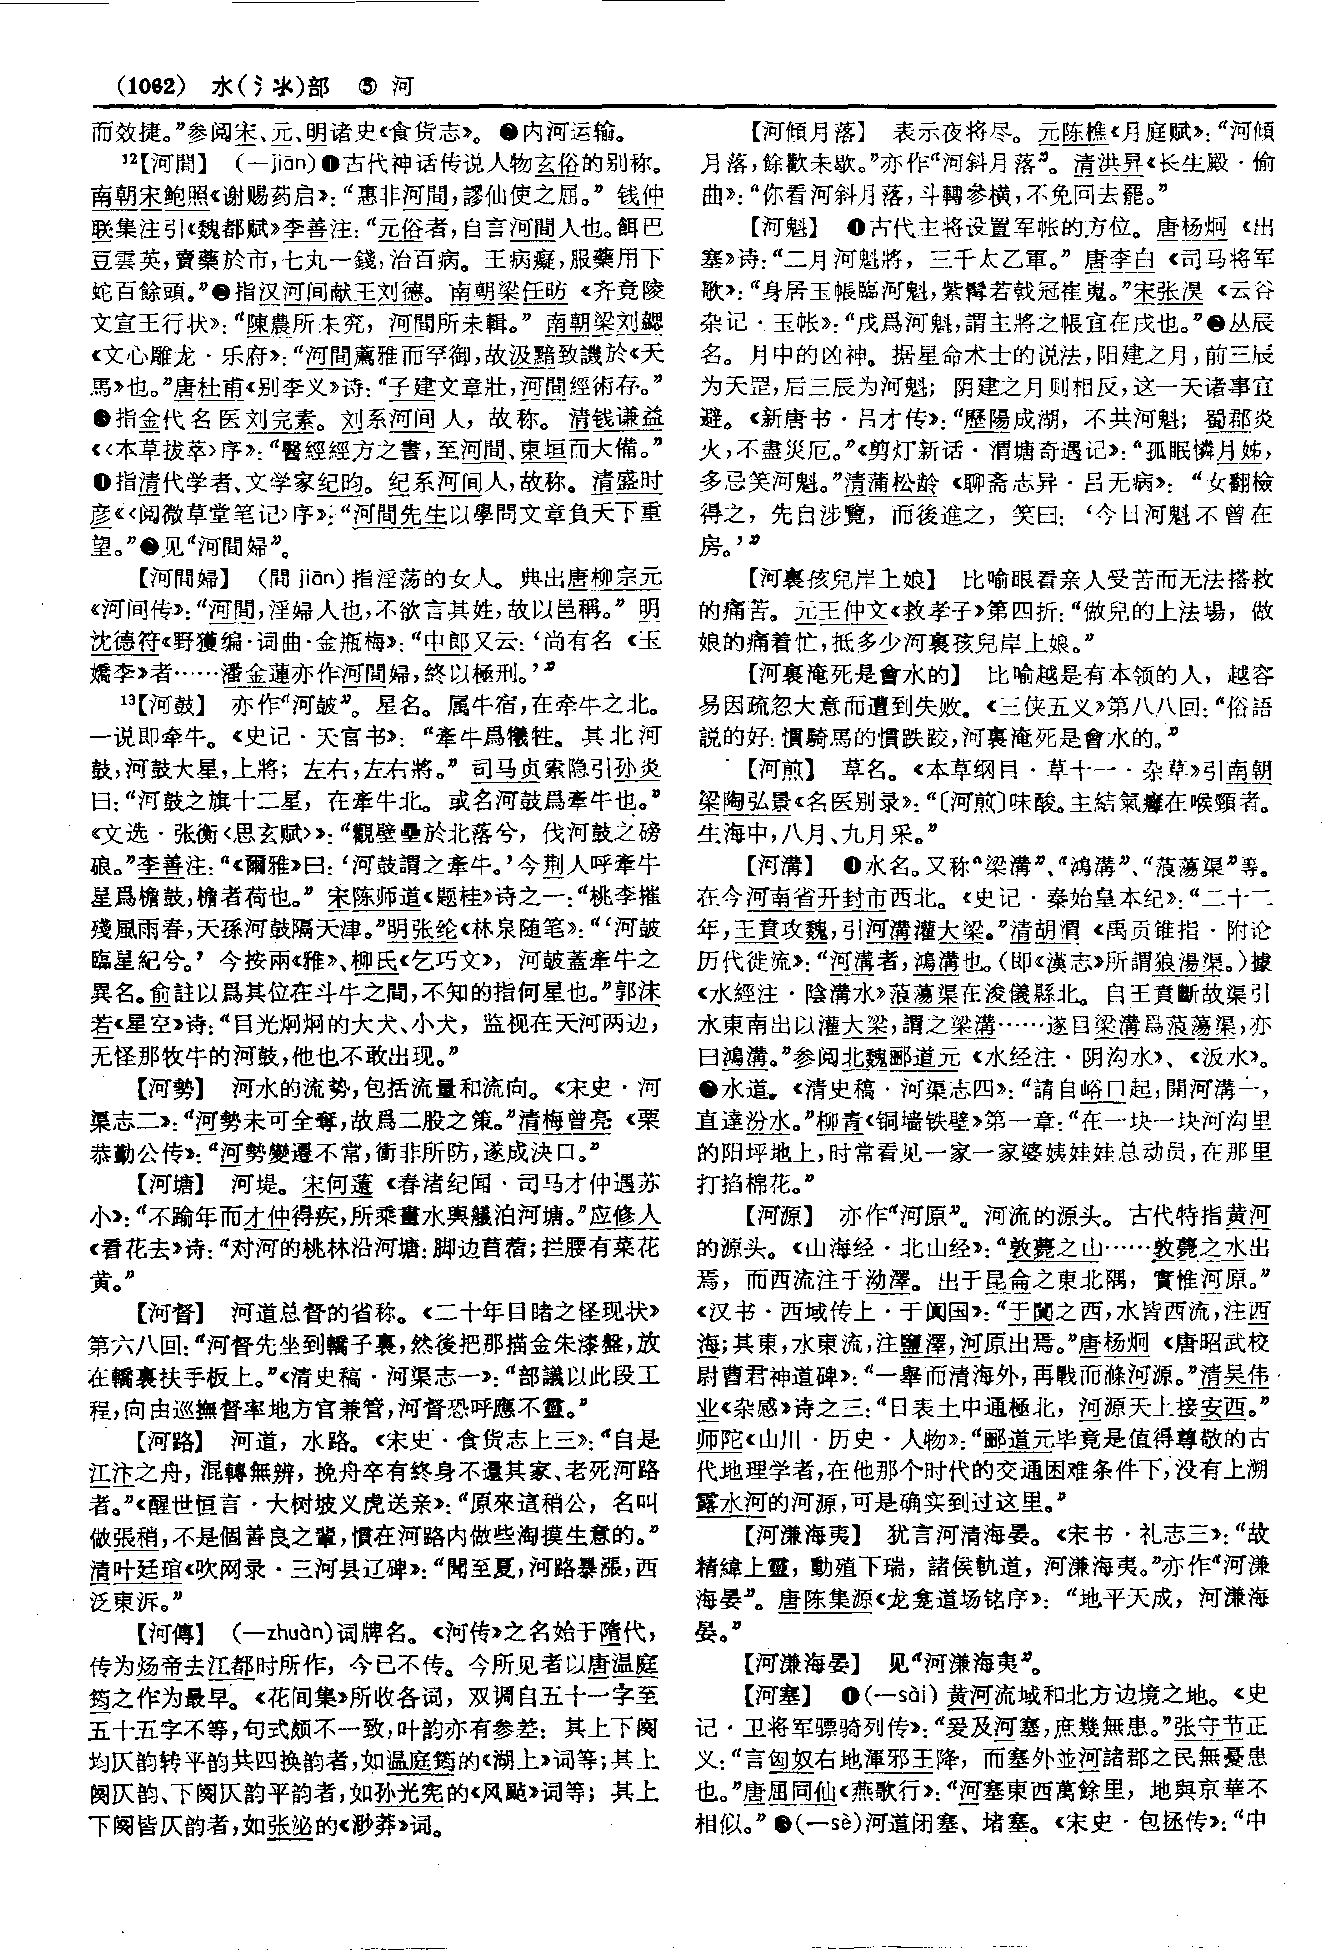 (1062) 水(氵氺)部 ⑤ 河
而效捷。”参阅宋、元、明诸史《食货志》。 ❷内河运输。
12【河間】 （—jiān）❶古代神话传说人物玄俗的别称。
南朝宋鲍照《谢赐药启》：“惠非河間，謬仙使之屈。” 钱仲
联集注引《魏都赋》李善注：“元俗者，自言河間人也。餌巴
豆雲英，賣藥於市，七丸一錢，治百病。 王病癡，服藥用下
蛇百餘頭。”❷指汉河间献王刘德。 南朝梁任昉《齐竟陵
文宣王行状》：“陳農所未究， 河間所未輯。” 南朝梁刘勰
《文心雕龙·乐府》：“河間薦雅而罕御，故汲黯致譏於《天
馬》也。”唐杜甫《别李义》诗：“子建文章壯，河間經術存。”
❸指金代名医刘完素。 刘系河间人，故称。 清钱谦益
《〈本草拔萃〉序》：“醫經經方之書，至河間、東垣而大備。”
❹指清代学者、文学家纪昀。 纪系河间人，故称。 清盛时
彦《〈阅微草堂笔记〉序》：“河間先生以學問文章負天下重
望。”❺见“河間婦”。
【河間婦】 （間 jiān）指淫荡的女人。 典出唐柳宗元
《河间传》：“河間，淫婦人也，不欲言其姓，故以邑稱。” 明
沈德符《野獲编·词曲·金瓶梅》：“中郎又云：‘尚有名《玉
嬌李》者……潘金蓮亦作河間婦，終以極刑。’”
13【河鼓】 亦作“河皷”。 星名。 属牛宿，在牵牛之北。
一说即牵牛。《史记·天官书》：“牽牛爲犧牲。 其北河
鼓，河鼓大星，上將； 左右，左右將。” 司马贞索隐引孙炎
曰：“河鼓之旗十二星， 在牽牛北。 或名河鼓爲牽牛也。”
《文选·张衡〈思玄赋〉》：“觀壁壘於北落兮， 伐河鼓之磅
硠。”李善注：“《爾雅》曰：‘河鼓謂之牽牛。’今荆人呼牽牛
星爲檐鼓，檐者荷也。” 宋陈师道《题桂》诗之一：“桃李摧
殘風雨春，天孫河鼓隔天津。”明张纶《林泉随笔》：“‘河皷
臨星紀兮。’ 今按兩《雅》、柳氏《乞巧文》， 河皷蓋牽牛之
異名。俞註以爲其位在斗牛之間，不知的指何星也。”郭沫
若《星空》诗：“目光炯炯的大犬、小犬， 监视在天河两边，
无怪那牧牛的河鼓，他也不敢出现。”
【河勢】 河水的流势，包括流量和流向。《宋史·河
渠志二》：“河勢未可全奪，故爲二股之策。”清梅曾亮《栗
恭勤公传》：“河勢變遷不常，衝非所防，遂成決口。”
【河塘】 河堤。 宋何薳《春渚纪闻·司马才仲遇苏
小》：“不踰年而才仲得疾，所乘畫水輿艤泊河塘。”应修人
《看花去》诗：“对河的桃林沿河塘：脚边苜蓿；拦腰有菜花
黄。”
【河督】 河道总督的省称。《二十年目睹之怪现状》
第六八回：“河督先坐到轎子裏，然後把那描金朱漆盤，放
在轎裏扶手板上。”《清史稿·河渠志一》：“部議以此段工
程，向由巡撫督率地方官兼管，河督恐呼應不靈。”
【河路】 河道，水路。《宋史·食货志上三》：“自是
江汴之舟， 混轉無辨， 挽舟卒有終身不還其家、老死河路
者。”《醒世恒言·大树坡义虎送亲》：“原來這稍公， 名叫
做張稍，不是個善良之輩，慣在河路内做些淘摸生意的。”
清叶廷琯《吹网录·三河县辽碑》：“聞至夏，河路暴漲，西
泛東泝。”
【河傳】 （—zhuàn）词牌名。《河传》之名始于隋代，
传为炀帝去江都时所作， 今已不传。今所见者以唐温庭
筠之作为最早。《花间集》所收各词， 双调自五十一字至
五十五字不等，句式颇不一致，叶韵亦有参差： 其上下阕
均仄韵转平韵共四换韵者，如温庭筠的《湖上》词等；其上
阕仄韵、下阕仄韵平韵者，如孙光宪的《风飐》词等； 其上
下阕皆仄韵者，如张泌的《渺莽》词。
【河傾月落】 表示夜将尽。 元陈樵《月庭赋》：“河傾
月落，餘歡未歇。”亦作“河斜月落”。 清洪昇《长生殿·偷
曲》：“你看河斜月落，斗轉參橫，不免回去罷。”
【河魁】 ❶古代主将设置军帐的方位。 唐杨炯《出
塞》诗：“二月河魁將， 三千太乙軍。” 唐李白《司马将军
歌》：“身居玉帳臨河魁，紫髯若戟冠崔嵬。”宋张淏《云谷
杂记·玉帐》：“戌爲河魁，謂主將之帳宜在戌也。”❷丛辰
名。 月中的凶神。 据星命术士的说法，阳建之月，前三辰
为天罡，后三辰为河魁； 阴建之月则相反，这一天诸事宜
避。《新唐书·吕才传》：“歷陽成湖， 不共河魁； 蜀郡炎
火，不盡災厄。”《剪灯新话·渭塘奇遇记》：“孤眠憐月姊，
多忌笑河魁。”清蒲松龄《聊斋志异·吕无病》：“女翻檢
得之， 先自涉覽， 而後進之， 笑曰： ‘今日河魁不曾在
房。’”
【河裏孩兒岸上娘】 比喻眼看亲人受苦而无法搭救
的痛苦。 元王仲文《救孝子》第四折：“做兒的上法場， 做
娘的痛着忙，抵多少河裏孩兒岸上娘。”
【河裏淹死是會水的】 比喻越是有本领的人， 越容
易因疏忽大意而遭到失败。《三侠五义》第八八回：“俗語
説的好：慣騎馬的慣跌跤，河裏淹死是會水的。”
【河煎】 草名。《本草纲目·草十一·杂草》引南朝
梁陶弘景《名医别录》：“〔河煎〕味酸。主結氣癰在喉頸者。
生海中，八月、九月采。”
【河溝】 ❶水名。又称“梁溝”、“鴻溝”、“蒗蕩渠”等。
在今河南省开封市西北。《史记·秦始皇本纪》：“二十二
年，王賁攻魏，引河溝灌大梁。”清胡渭《禹贡锥指·附论
历代徙流》：“河溝者，鴻溝也。（即《漢志》所謂狼湯渠。）據
《水經注·陰溝水》蒗蕩渠在浚儀縣北。 自王賁斷故渠引
水東南出以灌大梁，謂之梁溝……遂目梁溝爲蒗蕩渠，亦
曰鴻溝。”参阅北魏郦道元《水经注·阴沟水》、《汳水》。
❷水道。《清史稿·河渠志四》：“請自峪口起，開河溝一，
直達汾水。”柳青《铜墙铁壁》第一章：“在一块一块河沟里
的阳坪地上，时常看见一家一家婆姨娃娃总动员，在那里
打掐棉花。”
【河源】 亦作“河原”。 河流的源头。 古代特指黄河
的源头。《山海经·北山经》：“敦薨之山……敦薨之水出
焉， 而西流注于泑澤。 出于昆侖之東北隅， 實惟河原。”
《汉书·西域传上·于阗国》：“于闐之西，水皆西流，注西
海；其東，水東流，注鹽澤，河原出焉。”唐杨炯《唐昭武校
尉曹君神道碑》：“一舉而清海外，再戰而滌河源。”清吴伟
业《杂感》诗之三：“日表土中通極北， 河源天上接安西。”
师陀《山川·历史·人物》：“郦道元毕竟是值得尊敬的古
代地理学者，在他那个时代的交通困难条件下，没有上溯
露水河的河源，可是确实到过这里。”
【河溓海夷】 犹言河清海晏。《宋书·礼志三》：“故
精緯上靈， 動殖下瑞， 諸侯軌道， 河溓海夷。”亦作“河溓
海晏”。 唐陈集源《龙龛道场铭序》：“地平天成， 河溓海
晏。”
【河溓海晏】 见“河溓海夷”。
【河塞】 ❶（—sài）黄河流域和北方边境之地。《史
记·卫将军骠骑列传》：“爰及河塞，庶幾無患。”张守节正
义：“言匈奴右地渾邪王降， 而塞外並河諸郡之民無憂患
也。”唐屈同仙《燕歌行》：“河塞東西萬餘里， 地與京華不
相似。” ❷（—sè）河道闭塞、堵塞。《宋史·包拯传》：“中